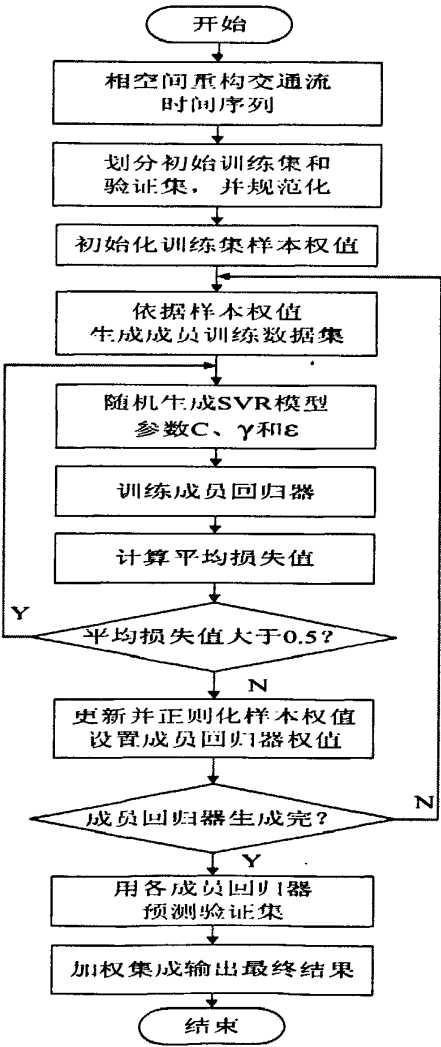 开始
相空间重构交通流
时间序列
划分初始训练集和
验证集，并规范化
初始化训练集样本权值
依据样本权值
生成成员训练数据集
随机生成SVR模型
参数C、γ和ε
训练成员回归器
计算平均损失值
Y
平均损失值大于0.5?
N
更新并正则化样本权值
设置成员回归器权值
N
成员回归器生成完?
Y
用各成员回归器
预测验证集
加权集成输出最终结果
结束